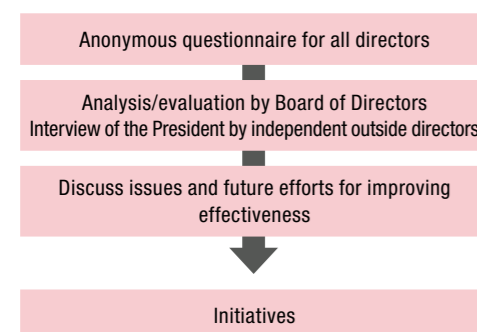 Anonymous questionnaire for all directors
Analysis/evaluation by Board of Directors
Interview of the President by independent outside directors
Discuss issues and future efforts for improving
effectiveness
Initiatives